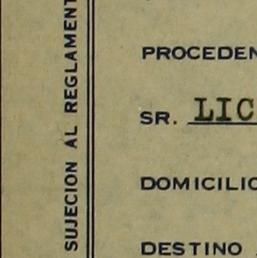 SUJECION AL REGLAMENT
PROCEDEN
SR. LIC
DOMICILIO
DESTINO